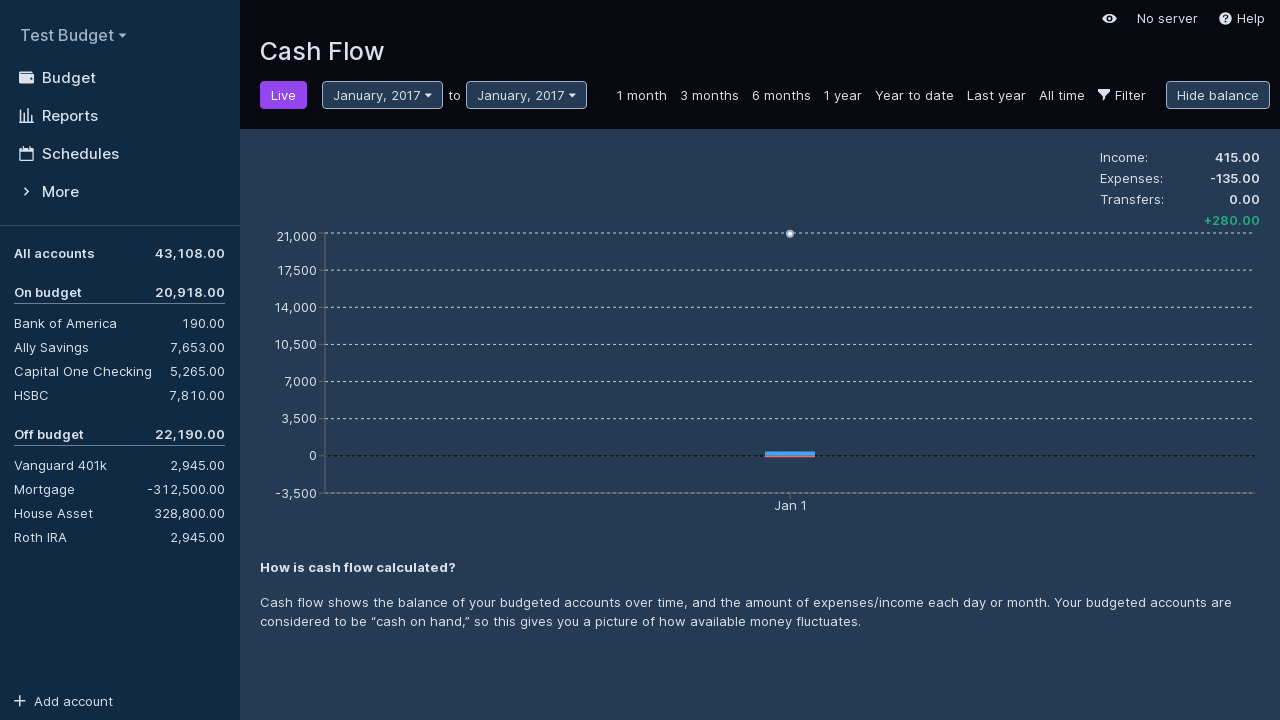 Test Budget
Budget
Reports
Schedules
More
All accounts 43,108.00
On budget 20,918.00
Bank of America 190.00
Ally Savings 7,653.00
Capital One Checking 5,265.00
HSBC 7,810.00
Off budget 22,190.00
Vanguard 401k 2,945.00
Mortgage -312,500.00
House Asset 328,800.00
Roth IRA 2,945.00
Add account
No server Help
Cash Flow
Live January, 2017 to January, 2017 1 month 3 months 6 months 1 year Year to date Last year All time Filter Hide balance
Income: 415.00
Expenses: -135.00
Transfers: 0.00
+280.00
21,000
17,500
14,000
10,500
7,000
3,500
0
-3,500
Jan 1
How is cash flow calculated?
Cash flow shows the balance of your budgeted accounts over time, and the amount of expenses/income each day or month. Your budgeted accounts are
considered to be “cash on hand,” so this gives you a picture of how available money fluctuates.